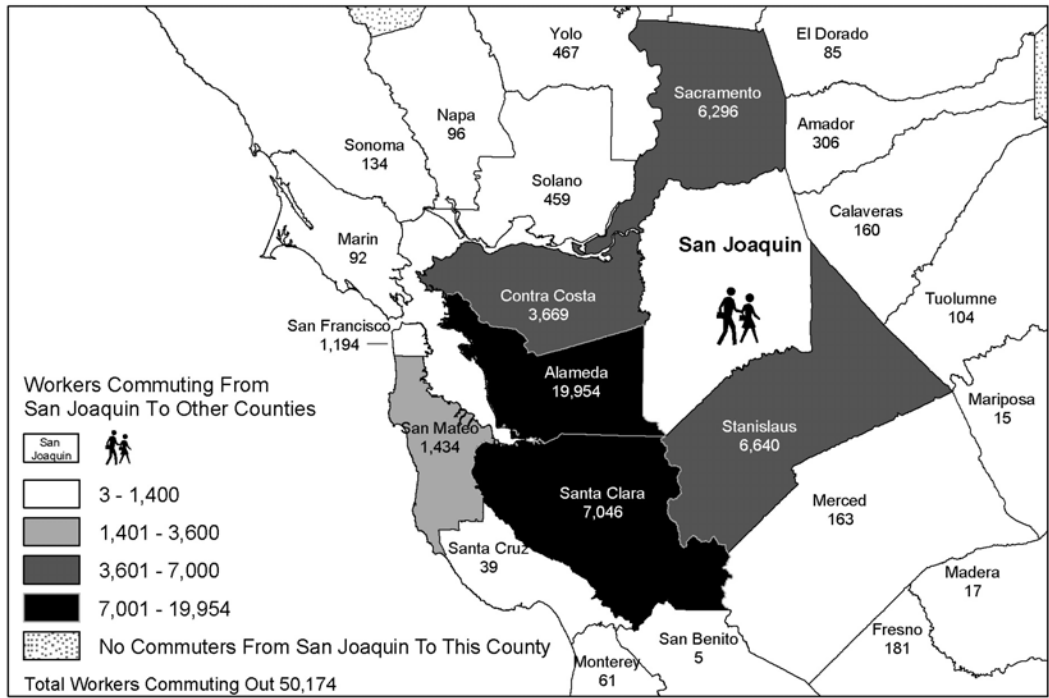 Yolo
467
El Dorado
85
Sacramento
6,296
Napa
96
Amador
306
Sonoma
134
Solano
459
Calaveras
160
Marin
92
San Joaquin
Contra Costa
3,669
Tuolumne
104
San Francisco
1,194
Alameda
19,954
Mariposa
15
San Mateo
1,434
Stanislaus
6,640
Santa Clara
7,046
Merced
163
Santa Cruz
39
Madera
17
San Benito
5
Fresno
181
Monterey
61
Workers Commuting From
San Joaquin To Other Counties
San
Joaquin
3 - 1,400
1,401 - 3,600
3,601 - 7,000
7,001 - 19,954
No Commuters From San Joaquin To This County
Total Workers Commuting Out 50,174